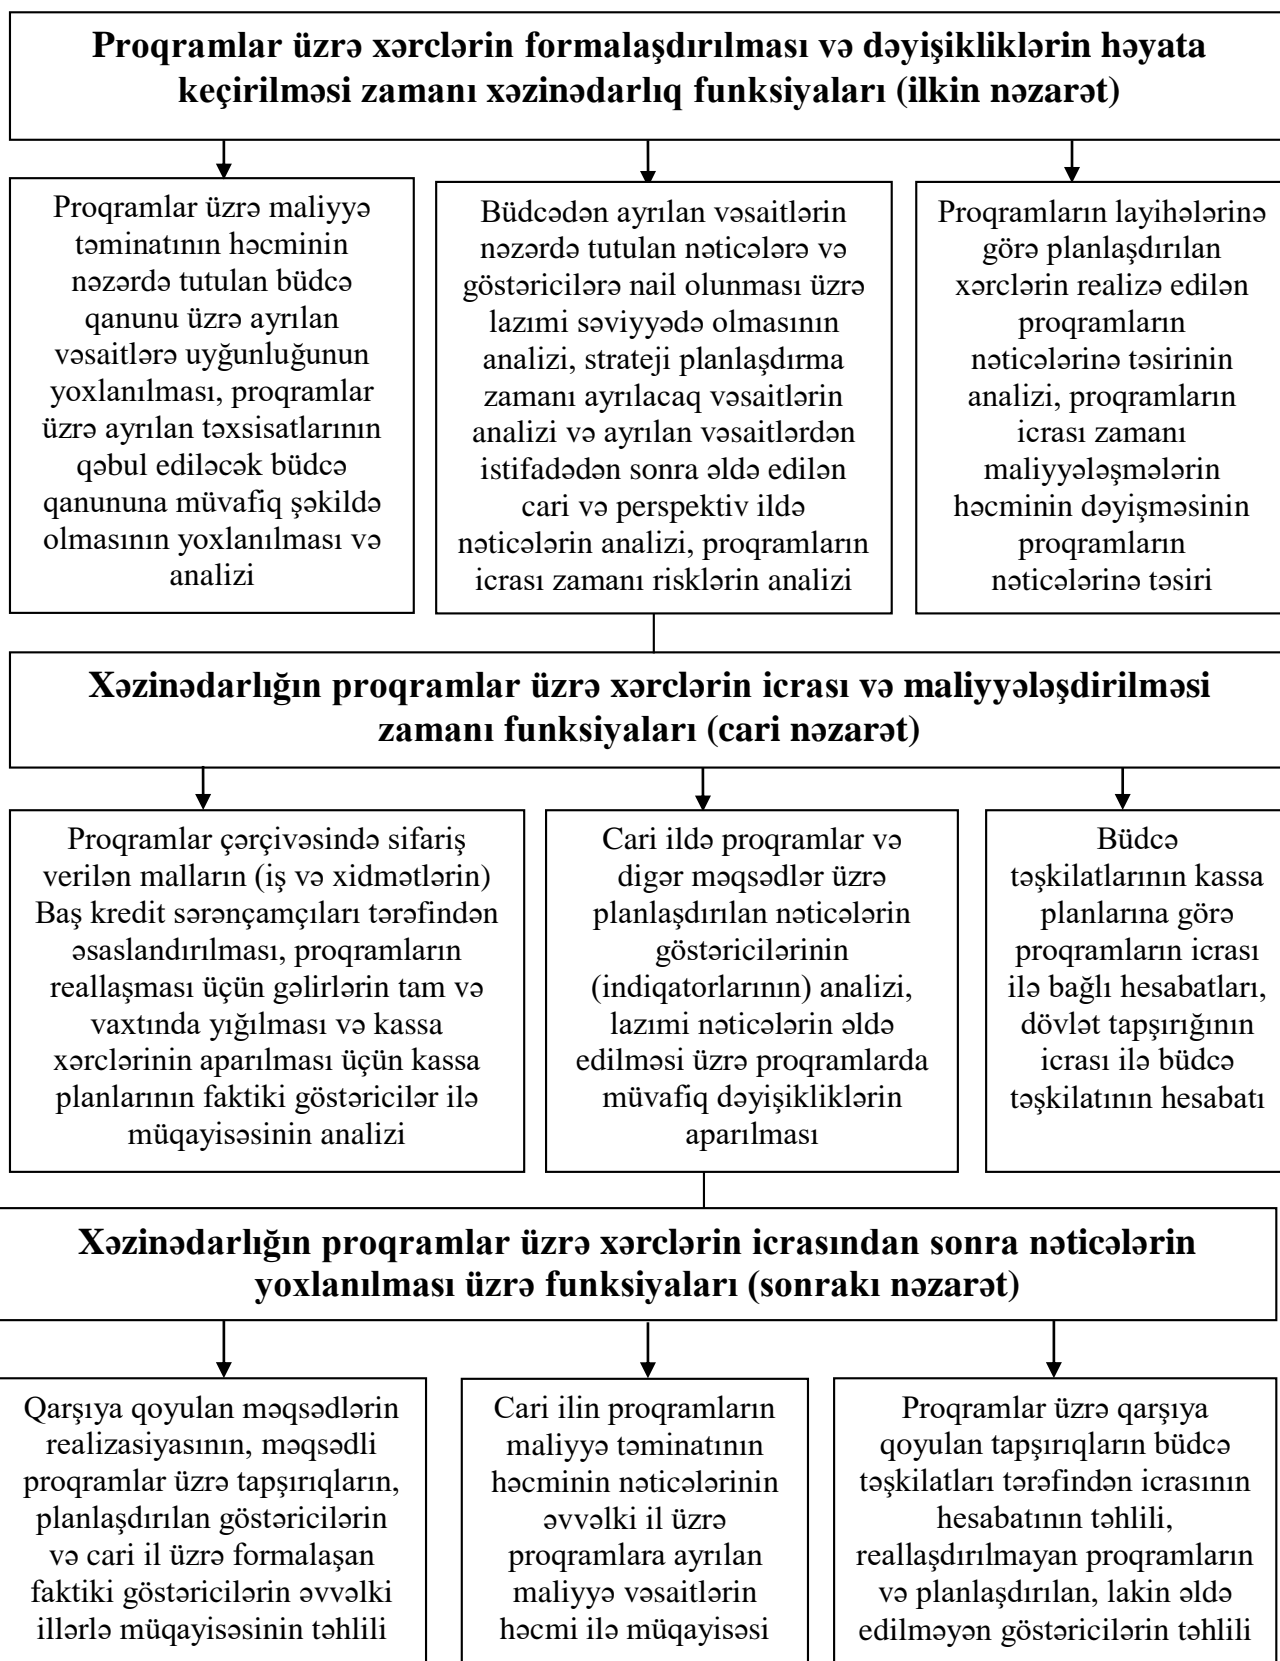 Proqramlar üzrə xərclərin formalaşdırılması və dəyişikliklərin həyata
keçirilməsi zamanı xəzinədarlıq funksiyaları (ilkin nəzarət)
Proqramlar üzrə maliyyə
təminatının həcminin
nəzərdə tutulan büdcə
qanunu üzrə ayrılan
vəsaitlərə uyğunluğunun
yoxlanılması, proqramlar
üzrə ayrılan təxsisatlarının
qəbul ediləcək büdcə
qanununa müvafiq şəkildə
olmasının yoxlanılması və
analizi
Büdcədən ayrılan vəsaitlərin
nəzərdə tutulan nəticələrə və
göstəricilərə nail olunması üzrə
lazımi səviyyədə olmasının
analizi, strateji planlaşdırma
zamanı ayrılacaq vəsaitlərin
analizi və ayrılan vəsaitlərdən
istifadədən sonra əldə edilən
cari və perspektiv ildə
nəticələrin analizi, proqramların
icrası zamanı risklərin analizi
Proqramların layihələrinə
görə planlaşdırılan
xərclərin realizə edilən
proqramların
nəticələrinə təsirinin
analizi, proqramların
icrası zamanı
maliyyələşmələrin
həcminin dəyişməsinin
proqramların
nəticələrinə təsiri
Xəzinədarlığın proqramlar üzrə xərclərin icrası və maliyyələşdirilməsi
zamanı funksiyaları (cari nəzarət)
Proqramlar çərçivəsində sifariş
verilən malların (iş və xidmətlərin)
Baş kredit sərənçamçıları tərəfindən
əsaslandırılması, proqramların
reallaşması üçün gəlirlərin tam və
vaxtında yığılması və kassa
xərclərinin aparılması üçün kassa
planlarının faktiki göstəricilər ilə
müqayisəsinin analizi
Cari ildə proqramlar və
digər məqsədlər üzrə
planlaşdırılan nəticələrin
göstəricilərinin
(indiqatorlarının) analizi,
lazımi nəticələrin əldə
edilməsi üzrə proqramlarda
müvafiq dəyişikliklərin
aparılması
Büdcə
təşkilatlarının kassa
planlarına görə
proqramların icrası
ilə bağlı hesabatları,
dövlət tapşırığının
icrası ilə büdcə
təşkilatının hesabatı
Xəzinədarlığın proqramlar üzrə xərclərin icrasından sonra nəticələrin
yoxlanılması üzrə funksiyaları (sonrakı nəzarət)
Qarşıya qoyulan məqsədlərin
realizasiyasının, məqsədli
proqramlar üzrə tapşırıqların,
planlaşdırılan göstəricilərin
və cari il üzrə formalaşan
faktiki göstəricilərin əvvəlki
illərlə müqayisəsinin təhlili
Cari ilin proqramların
maliyyə təminatının
həcminin nəticələrinin
əvvəlki il üzrə
proqramlara ayrılan
maliyyə vəsaitlərin
həcmi ilə müqayisəsi
Proqramlar üzrə qarşıya
qoyulan tapşırıqların büdcə
təşkilatları tərəfindən icrasının
hesabatının təhlili,
reallaşdırılmayan proqramların
və planlaşdırılan, lakin əldə
edilməyən göstəricilərin təhlili